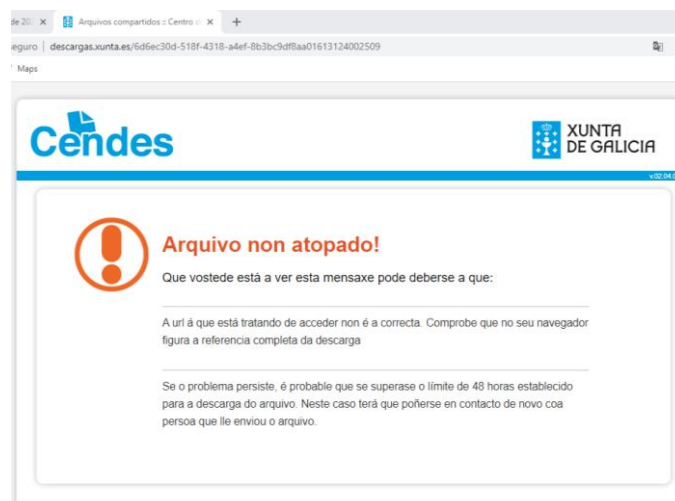 de 20
Arquivos compartidos :: Centro d
eguro descargas.xunta.es/6d6ec30d-518f-4318-a4ef-8b3bc9df8aa01613124002509
Maps
Cendes
XUNTA
DE GALICIA
v.02.04.0
Arquivo non atopado!
Que vostede está a ver esta mensaxe pode deberse a que:
A url á que está tratando de acceder non é a correcta. Comprobe que no seu navegador
figura a referencia completa da descarga
Se o problema persiste, é probable que se superase o límite de 48 horas establecido
para a descarga do arquivo. Neste caso terá que poñerse en contacto de novo coa
persoa que lle enviou o arquivo.